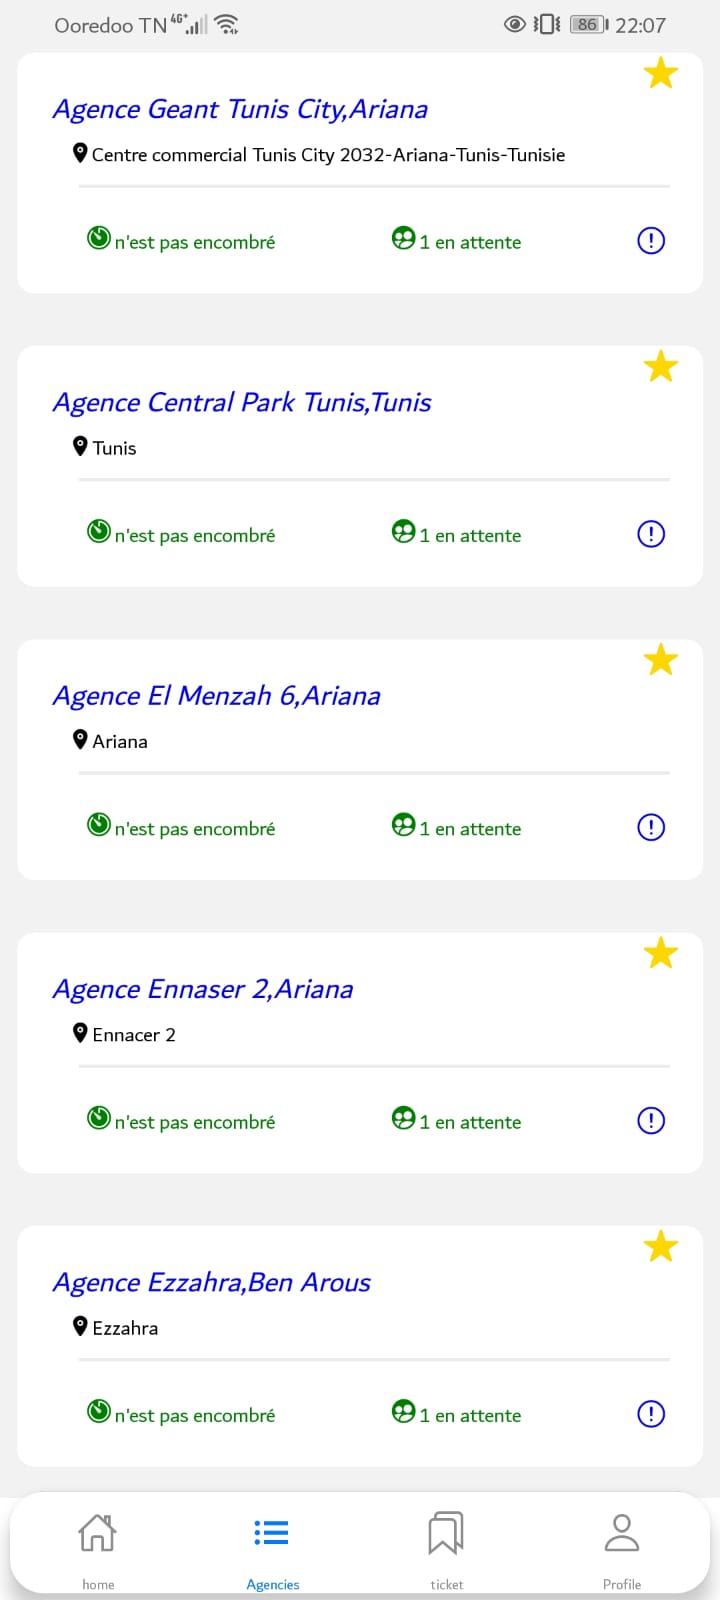 Ooredoo TN 4G+ 86 22:07
Agence Geant Tunis City,Ariana
Centre commercial Tunis City 2032-Ariana-Tunis-Tunisie
n'est pas encombré 1 en attente
Agence Central Park Tunis,Tunis
Tunis
n'est pas encombré 1 en attente
Agence El Menzah 6,Ariana
Ariana
n'est pas encombré 1 en attente
Agence Ennaser 2,Ariana
Ennacer 2
n'est pas encombré 1 en attente
Agence Ezzahra,Ben Arous
Ezzahra
n'est pas encombré 1 en attente
home Agencies ticket Profile